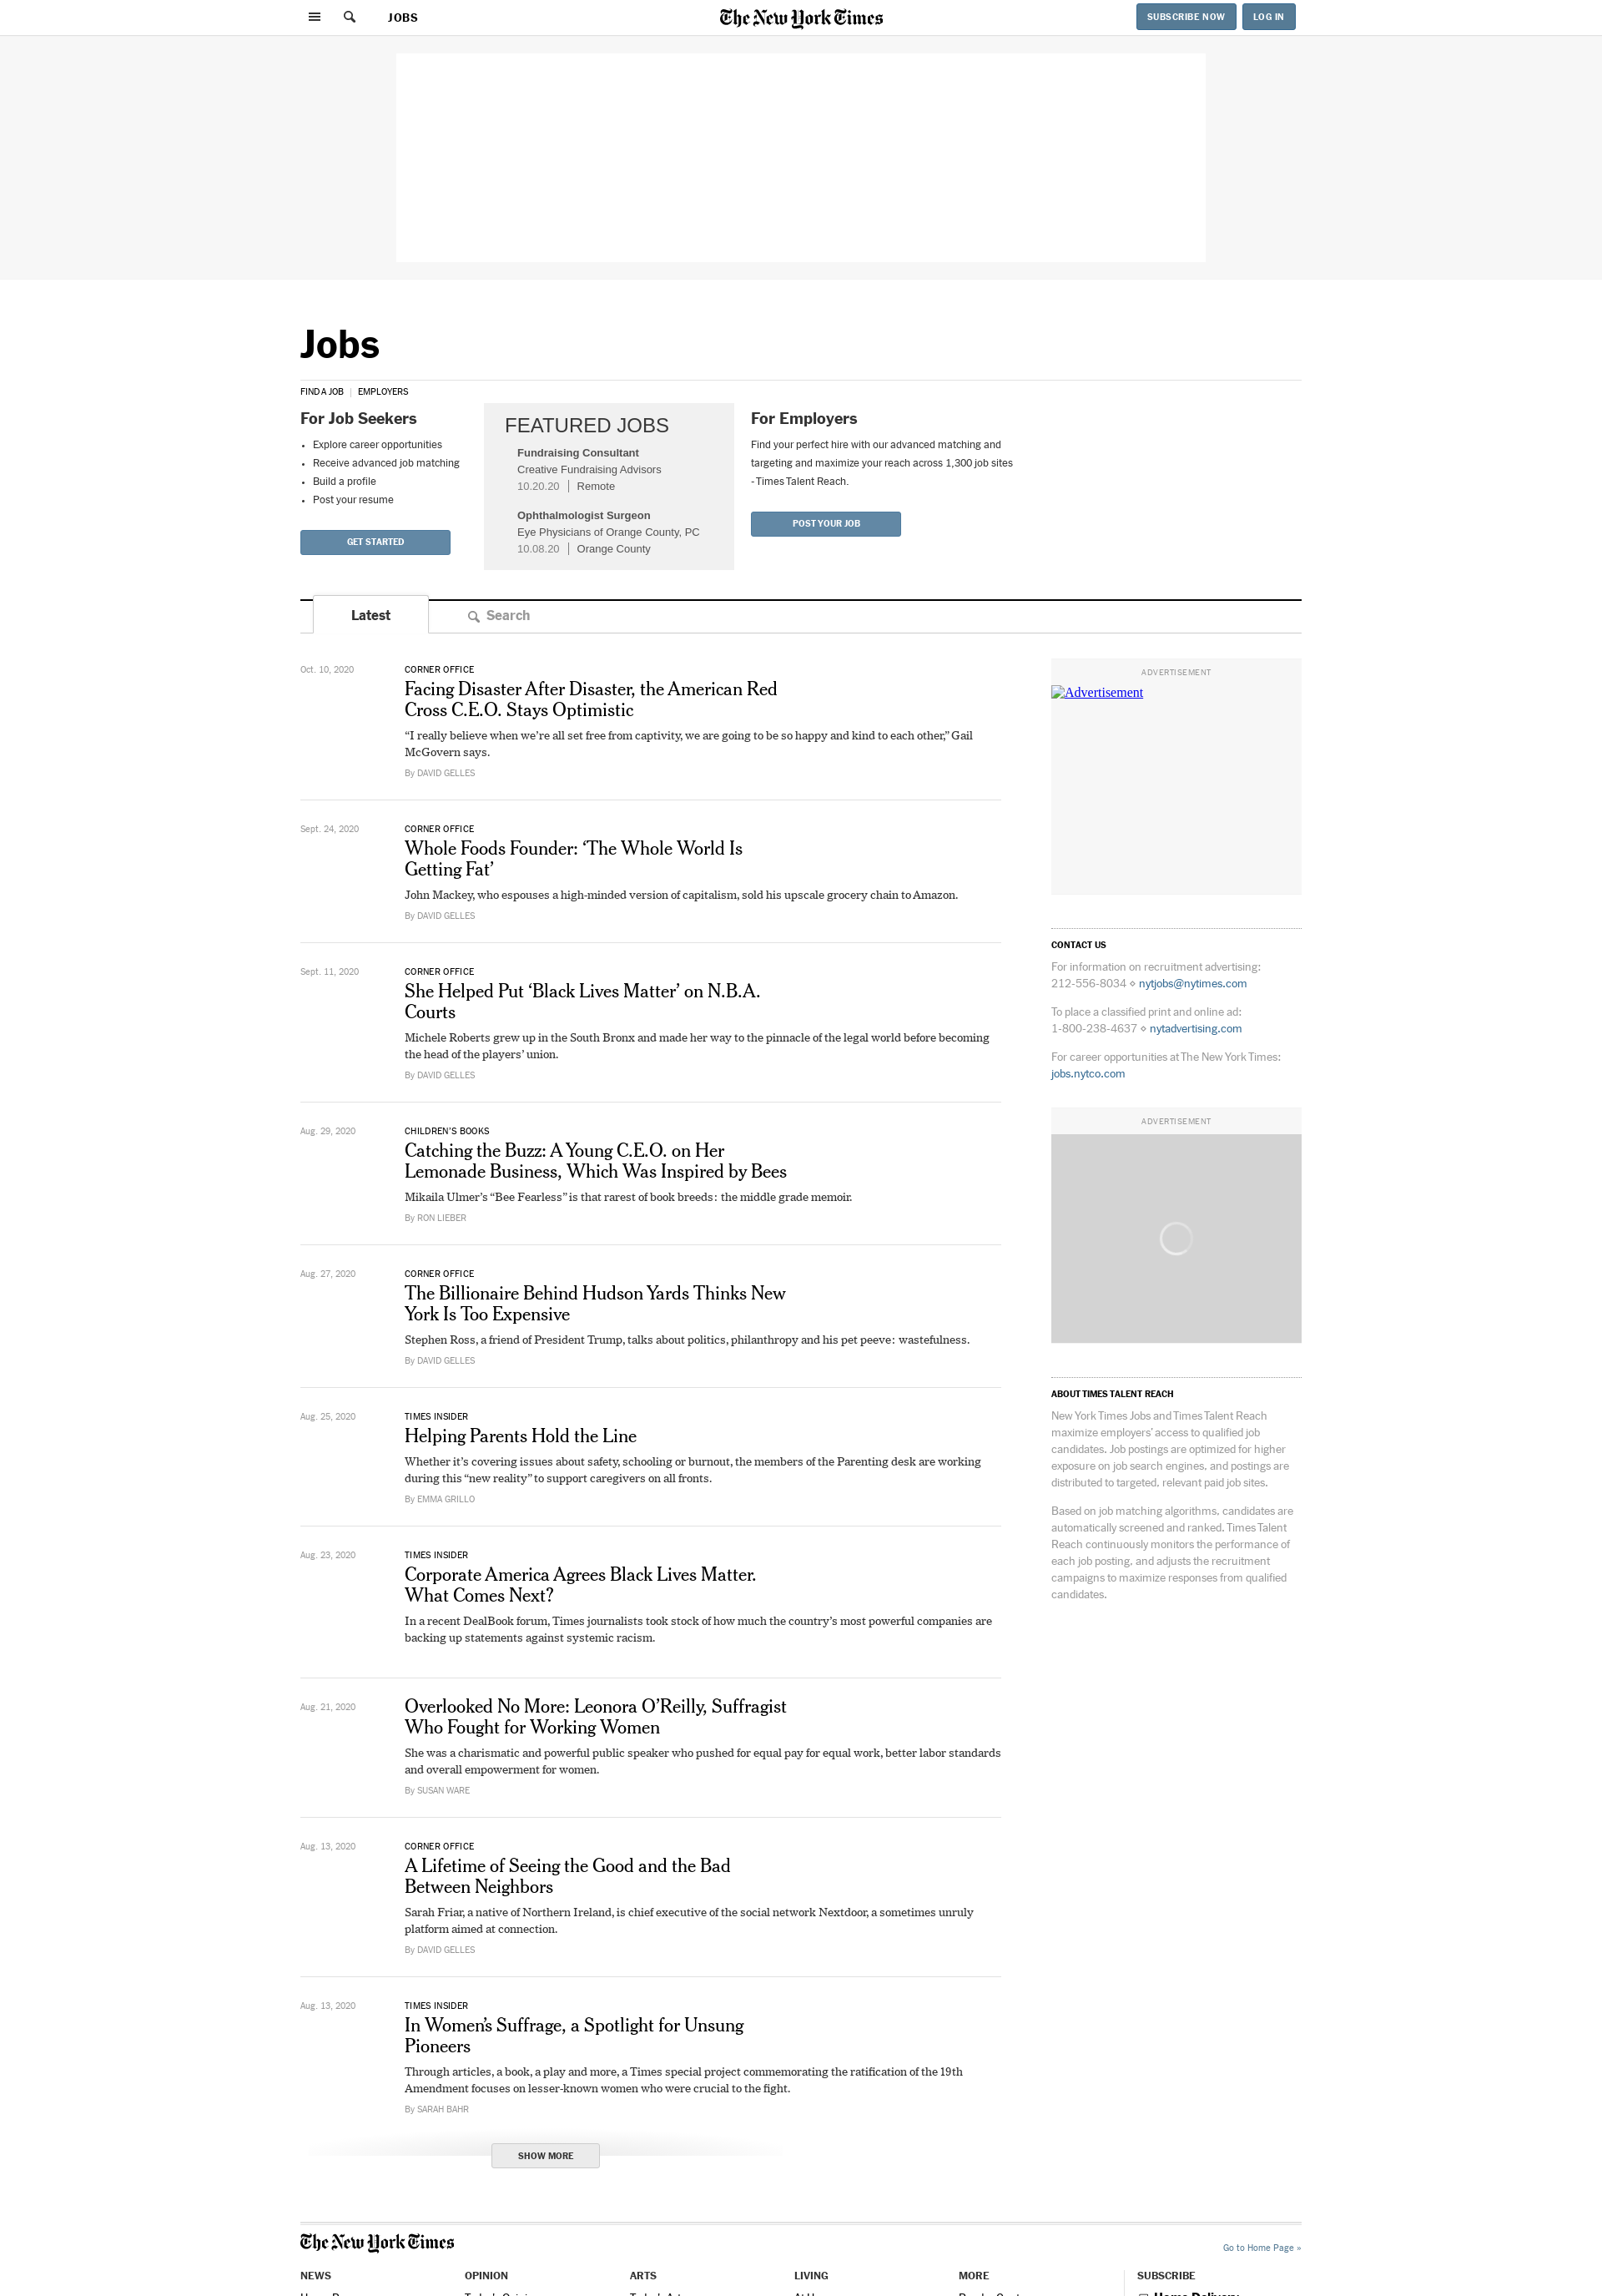 JOBS
The New York Times
SUBSCRIBE NOW
LOG IN
Jobs
FIND A JOB | EMPLOYERS
For Job Seekers
• Explore career opportunities
• Receive advanced job matching
• Build a profile
• Post your resume
GET STARTED
FEATURED JOBS
Fundraising Consultant
Creative Fundraising Advisors
10.20.20 | Remote
Ophthalmologist Surgeon
Eye Physicians of Orange County, PC
10.08.20 | Orange County
For Employers
Find your perfect hire with our advanced matching and
targeting and maximize your reach across 1,300 job sites
- Times Talent Reach.
POST YOUR JOB
Latest
Search
Oct. 10, 2020
CORNER OFFICE
Facing Disaster After Disaster, the American Red
Cross C.E.O. Stays Optimistic
“I really believe when we’re all set free from captivity, we are going to be so happy and kind to each other,” Gail
McGovern says.
By DAVID GELLES
Sept. 24, 2020
CORNER OFFICE
Whole Foods Founder: ‘The Whole World Is
Getting Fat’
John Mackey, who espouses a high-minded version of capitalism, sold his upscale grocery chain to Amazon.
By DAVID GELLES
Sept. 11, 2020
CORNER OFFICE
She Helped Put ‘Black Lives Matter’ on N.B.A.
Courts
Michele Roberts grew up in the South Bronx and made her way to the pinnacle of the legal world before becoming
the head of the players’ union.
By DAVID GELLES
Aug. 29, 2020
CHILDREN’S BOOKS
Catching the Buzz: A Young C.E.O. on Her
Lemonade Business, Which Was Inspired by Bees
Mikaila Ulmer’s “Bee Fearless” is that rarest of book breeds: the middle grade memoir.
By RON LIEBER
Aug. 27, 2020
CORNER OFFICE
The Billionaire Behind Hudson Yards Thinks New
York Is Too Expensive
Stephen Ross, a friend of President Trump, talks about politics, philanthropy and his pet peeve: wastefulness.
By DAVID GELLES
Aug. 25, 2020
TIMES INSIDER
Helping Parents Hold the Line
Whether it’s covering issues about safety, schooling or burnout, the members of the Parenting desk are working
during this “new reality” to support caregivers on all fronts.
By EMMA GRILLO
Aug. 23, 2020
TIMES INSIDER
Corporate America Agrees Black Lives Matter.
What Comes Next?
In a recent DealBook forum, Times journalists took stock of how much the country’s most powerful companies are
backing up statements against systemic racism.
Aug. 21, 2020
Overlooked No More: Leonora O’Reilly, Suffragist
Who Fought for Working Women
She was a charismatic and powerful public speaker who pushed for equal pay for equal work, better labor standards
and overall empowerment for women.
By SUSAN WARE
Aug. 13, 2020
CORNER OFFICE
A Lifetime of Seeing the Good and the Bad
Between Neighbors
Sarah Friar, a native of Northern Ireland, is chief executive of the social network Nextdoor, a sometimes unruly
platform aimed at connection.
By DAVID GELLES
Aug. 13, 2020
TIMES INSIDER
In Women’s Suffrage, a Spotlight for Unsung
Pioneers
Through articles, a book, a play and more, a Times special project commemorating the ratification of the 19th
Amendment focuses on lesser-known women who were crucial to the fight.
By SARAH BAHR
SHOW MORE
ADVERTISEMENT
Advertisement
CONTACT US
For information on recruitment advertising:
212-556-8034 ⋄ nytjobs@nytimes.com
To place a classified print and online ad:
1-800-238-4637 ⋄ nytadvertising.com
For career opportunities at The New York Times:
jobs.nytco.com
ADVERTISEMENT
ABOUT TIMES TALENT REACH
New York Times Jobs and Times Talent Reach
maximize employers’ access to qualified job
candidates. Job postings are optimized for higher
exposure on job search engines, and postings are
distributed to targeted, relevant paid job sites.
Based on job matching algorithms, candidates are
automatically screened and ranked. Times Talent
Reach continuously monitors the performance of
each job posting, and adjusts the recruitment
campaigns to maximize responses from qualified
candidates.
The New York Times
Go to Home Page »
NEWS
OPINION
ARTS
LIVING
MORE
SUBSCRIBE